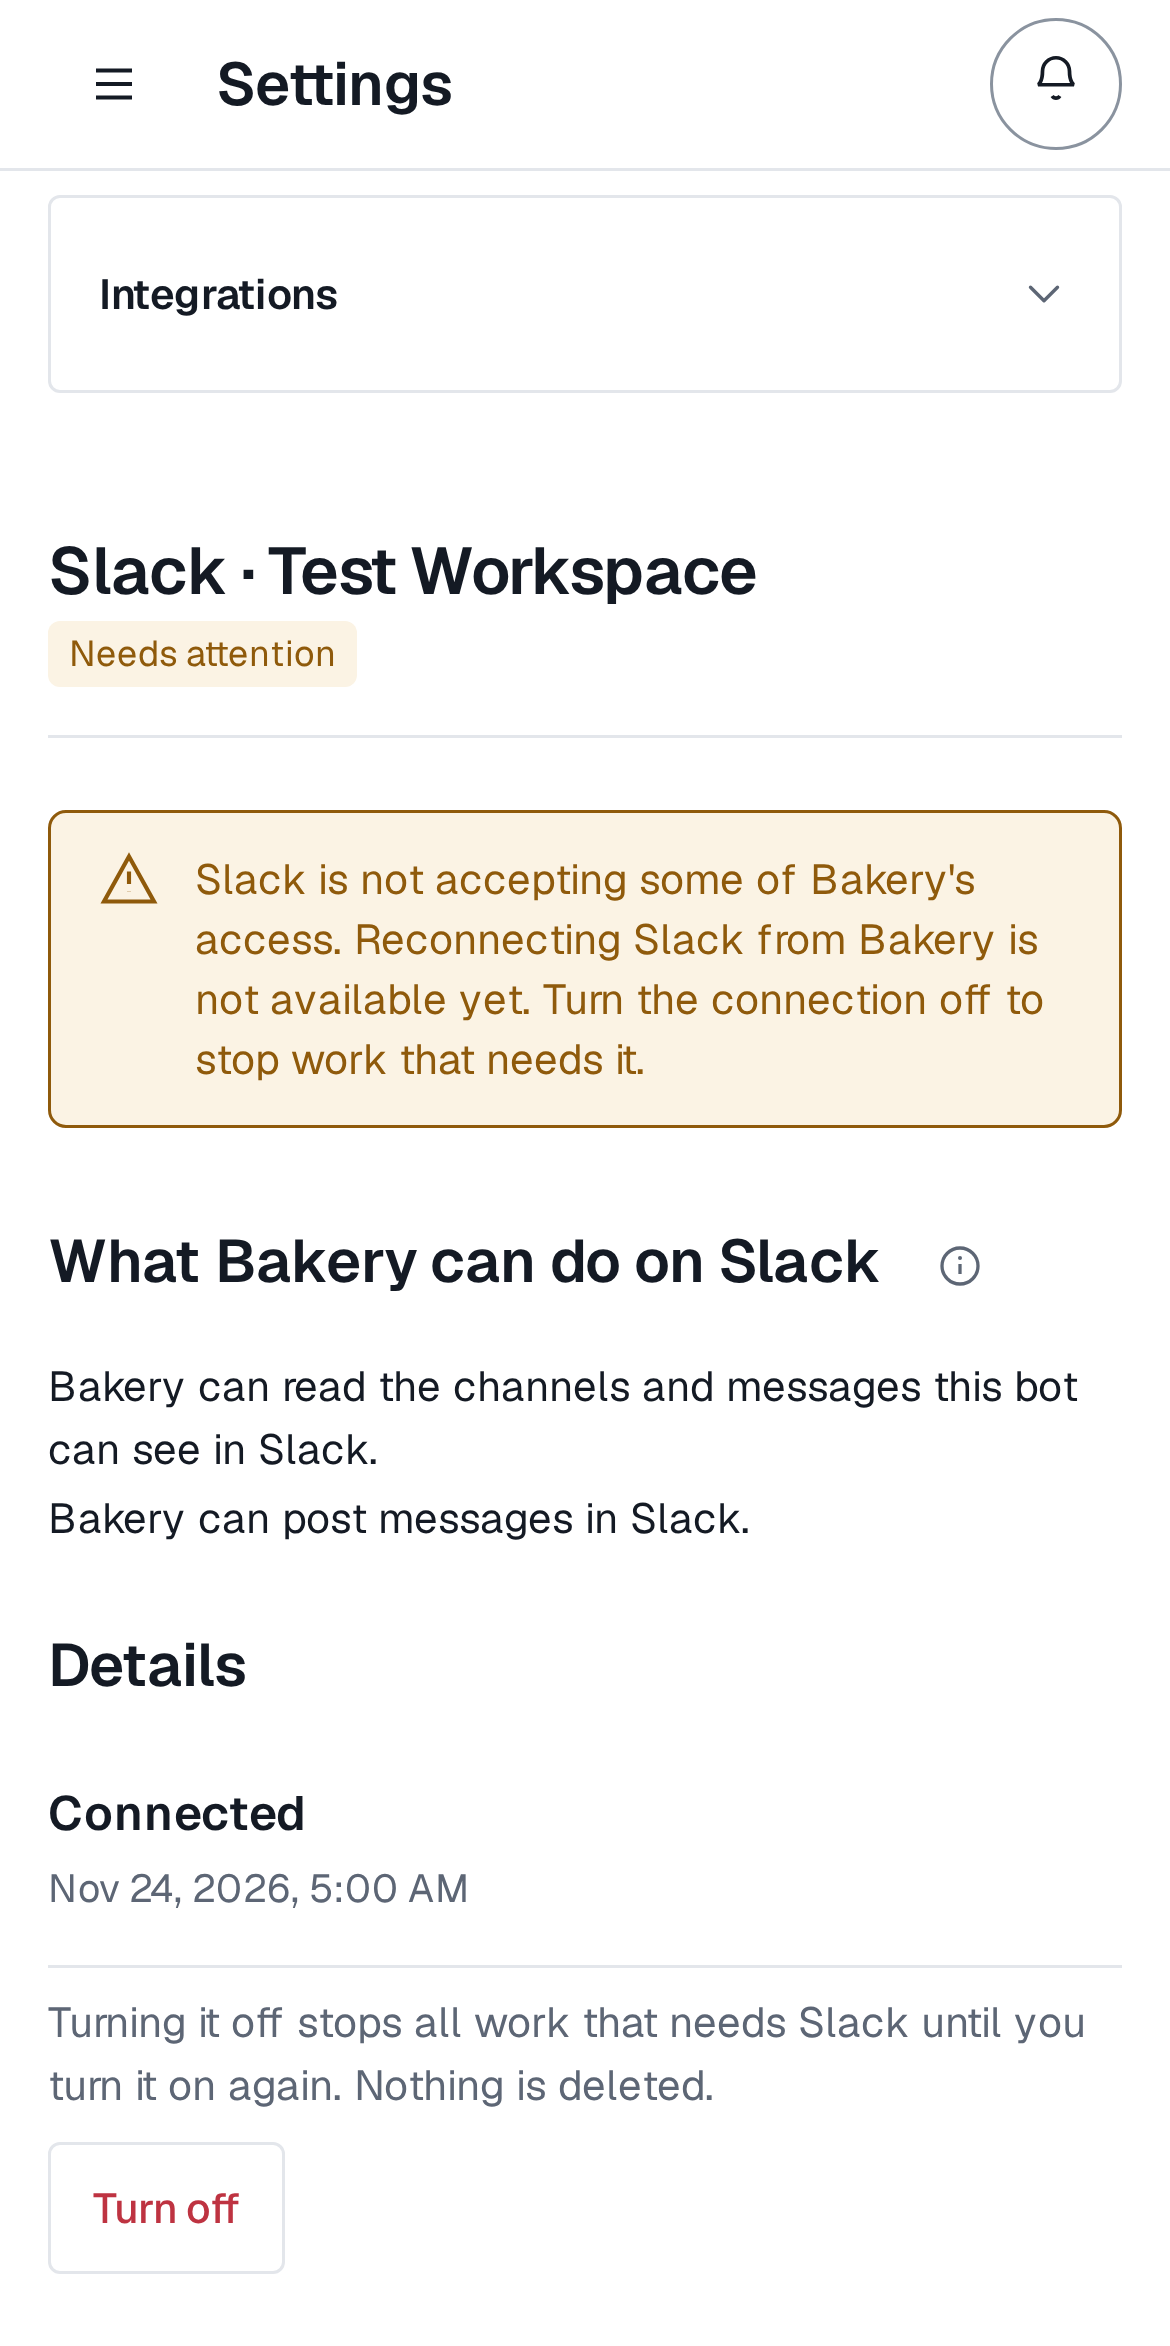 Settings
Integrations
Slack · Test Workspace
Needs attention
Slack is not accepting some of Bakery's
access. Reconnecting Slack from Bakery is
not available yet. Turn the connection off to
stop work that needs it.
What Bakery can do on Slack
Bakery can read the channels and messages this bot
can see in Slack.
Bakery can post messages in Slack.
Details
Connected
Nov 24, 2026, 5:00 AM
Turning it off stops all work that needs Slack until you
turn it on again. Nothing is deleted.
Turn off